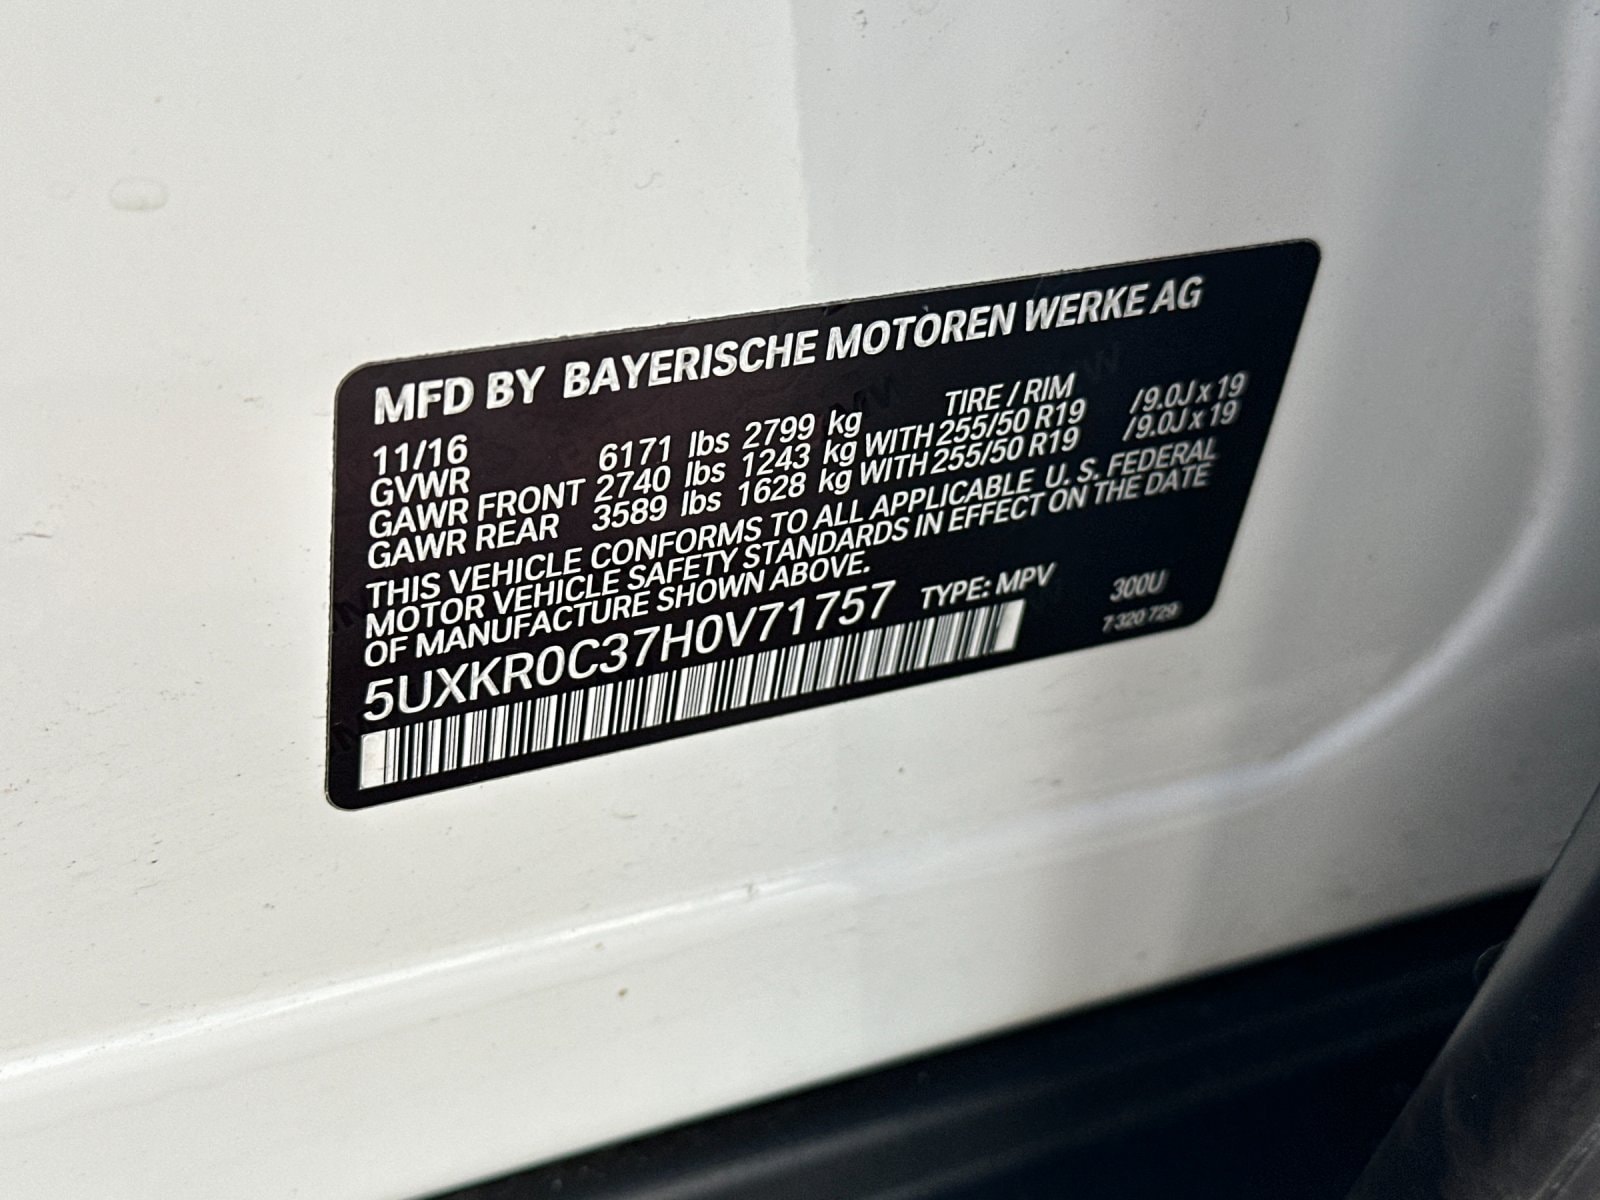 MFD BY BAYERISCHE MOTOREN WERKE AG
11/16 TIRE / RIM
GVWR 6171 lbs 2799 kg
GAWR FRONT 2740 lbs 1243 kg WITH 255/50 R19 /9.0J x 19
GAWR REAR 3589 lbs 1628 kg WITH 255/50 R19 /9.0J x 19
THIS VEHICLE CONFORMS TO ALL APPLICABLE U. S. FEDERAL
MOTOR VEHICLE SAFETY STANDARDS IN EFFECT ON THE DATE
OF MANUFACTURE SHOWN ABOVE.
5UXKR0C37H0V71757 TYPE: MPV 300U
7 320 729